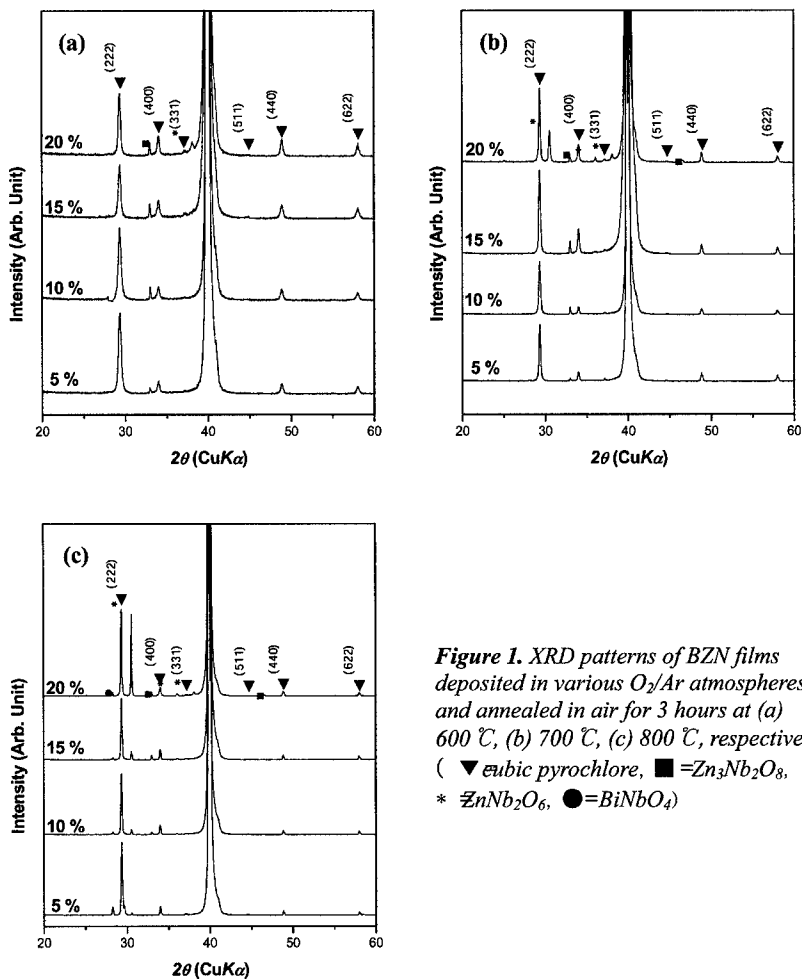 (a)
(222)
(400)
*(331)
(511)
(440)
(622)
20 %
15 %
10 %
5 %
Intensity (Arb. Unit)
20 30 40 50 60
2θ (CuKα)
(b)
(222)
*
(400)
*
(331)
*
(511)
(440)
(622)
20 %
15 %
10 %
5 %
Intensity (Arb. Unit)
20 30 40 50 60
2θ (CuKα)
(c)
(222)
*
(400)
(331)
*
(511)
(440)
(622)
20 %
15 %
10 %
5 %
Intensity (Arb. Unit)
20 30 40 50 60
2θ (CuKα)
Figure 1. XRD patterns of BZN films
deposited in various O₂/Ar atmospheres
and annealed in air for 3 hours at (a)
600 ℃, (b) 700 ℃, (c) 800 ℃, respective
( ▼ =cubic pyrochlore, ■ =Zn₃Nb₂O₈,
* =ZnNb₂O₆, ●=BiNbO₄)